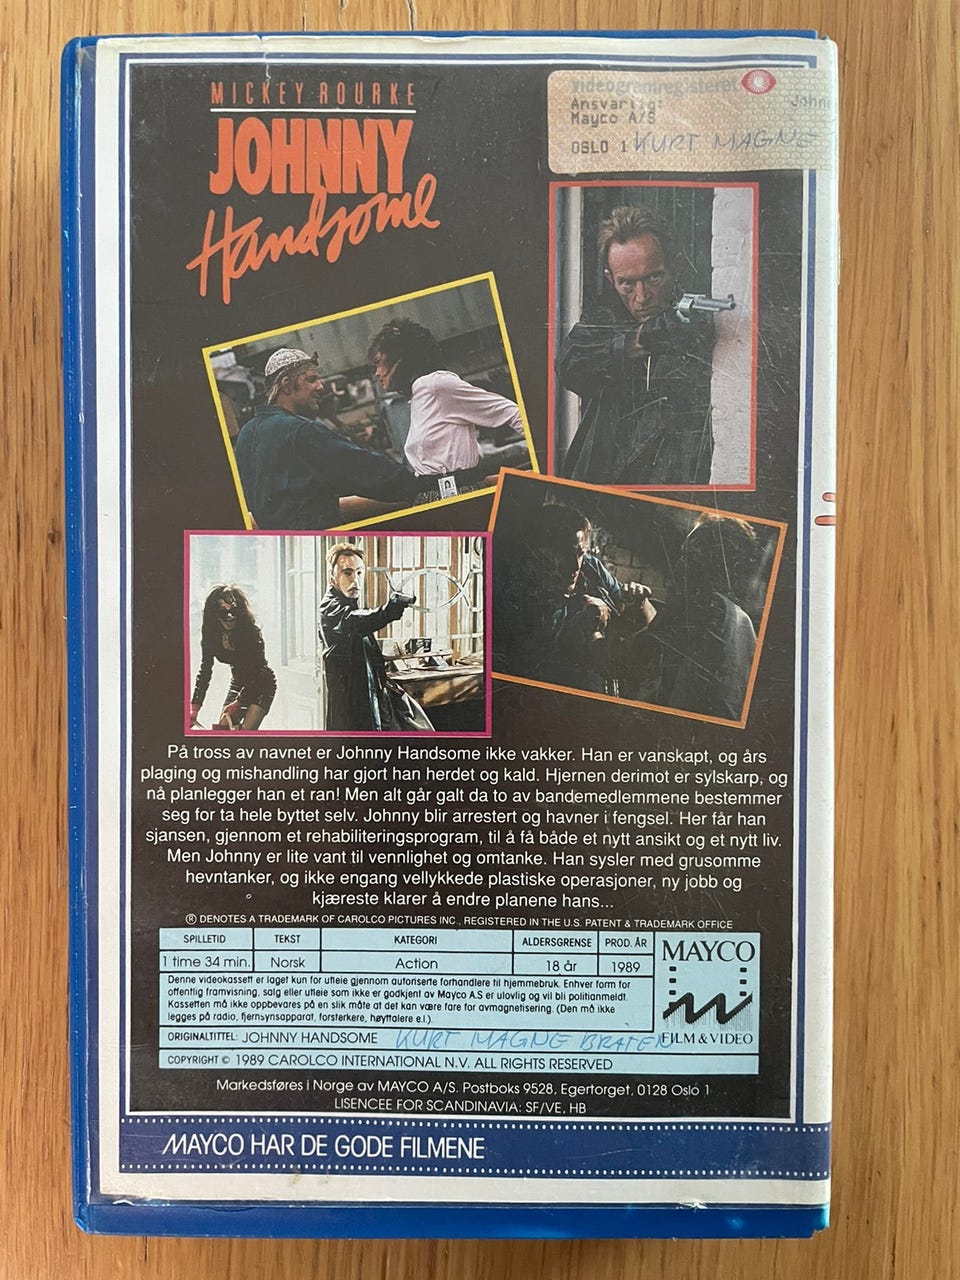 MICKEY ROURKE
JOHNNY
Handsome
Videogramregisteret
Ansvarlig:
Mayco A/S
John
OSLO 1 KURT MAGNE
På tross av navnet er Johnny Handsome ikke vakker. Han er vanskapt, og års
plaging og mishandling har gjort han herdet og kald. Hjernen derimot er sylskarp, og
nå planlegger han et ran! Men alt går galt da to av bandemedlemmene bestemmer
seg for ta hele byttet selv. Johnny blir arrestert og havner i fengsel. Her får han
sjansen, gjennom et rehabiliteringsprogram, til å få både et nytt ansikt og et nytt liv.
Men Johnny er lite vant til vennlighet og omtanke. Han sysler med grusomme
hevntanker, og ikke engang vellykkede plastiske operasjoner, ny jobb og
kjæreste klarer å endre planene hans...
® DENOTES A TRADEMARK OF CAROLCO PICTURES INC., REGISTERED IN THE U.S. PATENT & TRADEMARK OFFICE
SPILLETID TEKST KATEGORI ALDERSGRENSE PROD. ÅR
1 time 34 min. Norsk Action 18 år 1989
MAYCO
FILM & VIDEO
Denne videokassett er laget kun for utleie gjennom autoriserte forhandlere til hjemmebruk. Enhver form for
offentlig framvisning, salg eller utleie som ikke er godkjent av Mayco A.S er ulovlig og vil bli politianmeldt.
Kassetten må ikke oppbevares på en slik måte at det kan være fare for avmagnetisering. (Den må ikke
legges på radio, fjernsynsapparat, forsterkere, høyttalere e.l.).
ORIGINALTITTEL: JOHNNY HANDSOME KURT MAGNE BRATEN
COPYRIGHT © 1989 CAROLCO INTERNATIONAL N.V. ALL RIGHTS RESERVED
Markedsføres i Norge av MAYCO A/S. Postboks 9528, Egertorget, 0128 Oslo 1
LISENCEE FOR SCANDINAVIA: SF/VE, HB
MAYCO HAR DE GODE FILMENE